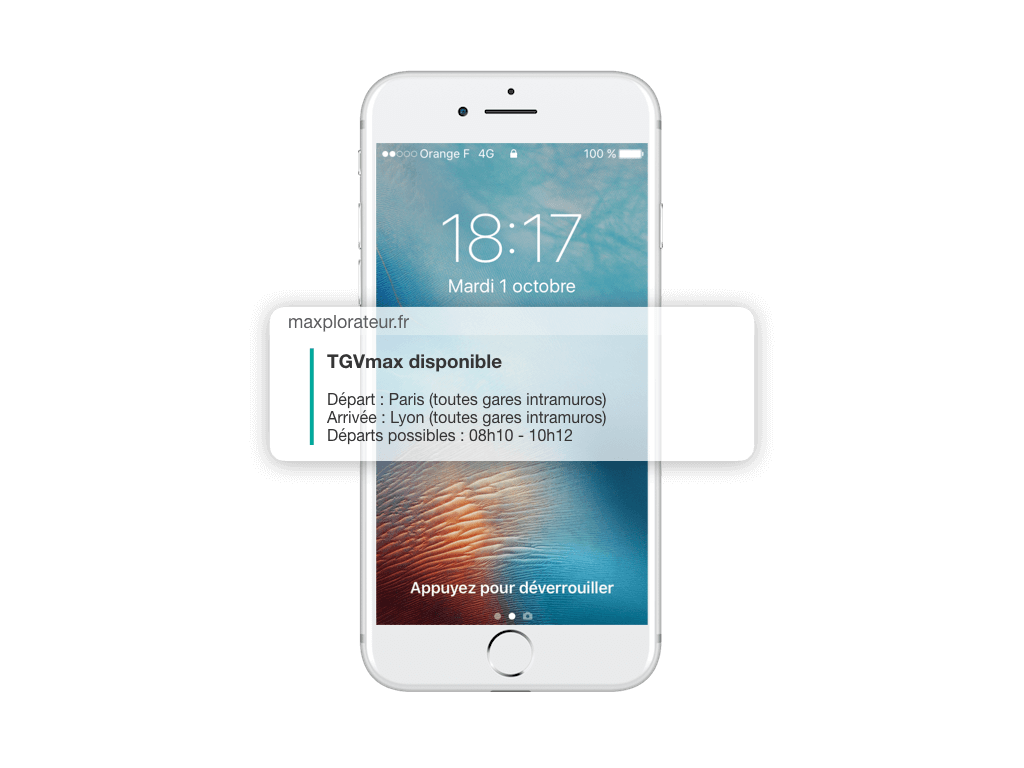 Orange F 4G 100 %
18:17
Mardi 1 octobre
maxplorateur.fr
TGVmax disponible
Départ : Paris (toutes gares intramuros)
Arrivée : Lyon (toutes gares intramuros)
Départs possibles : 08h10 - 10h12
Appuyez pour déverrouiller